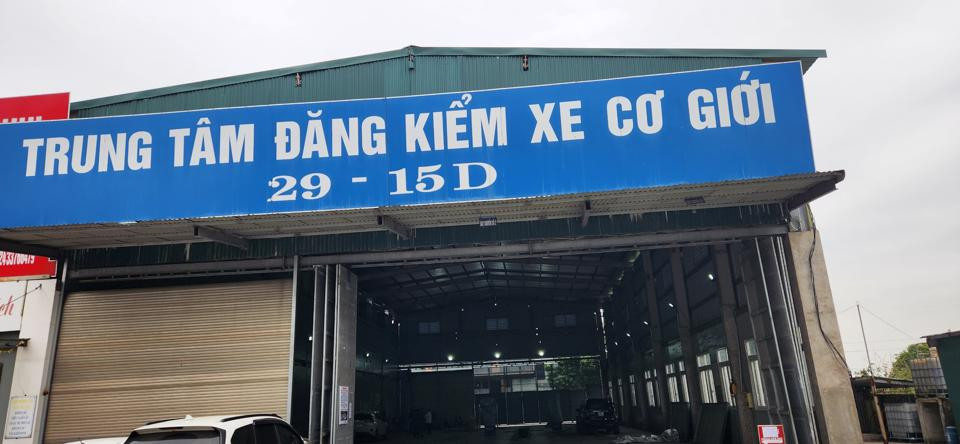 TRUNG TÂM ĐĂNG KIỂM XE CƠ GIỚI
29 - 15D